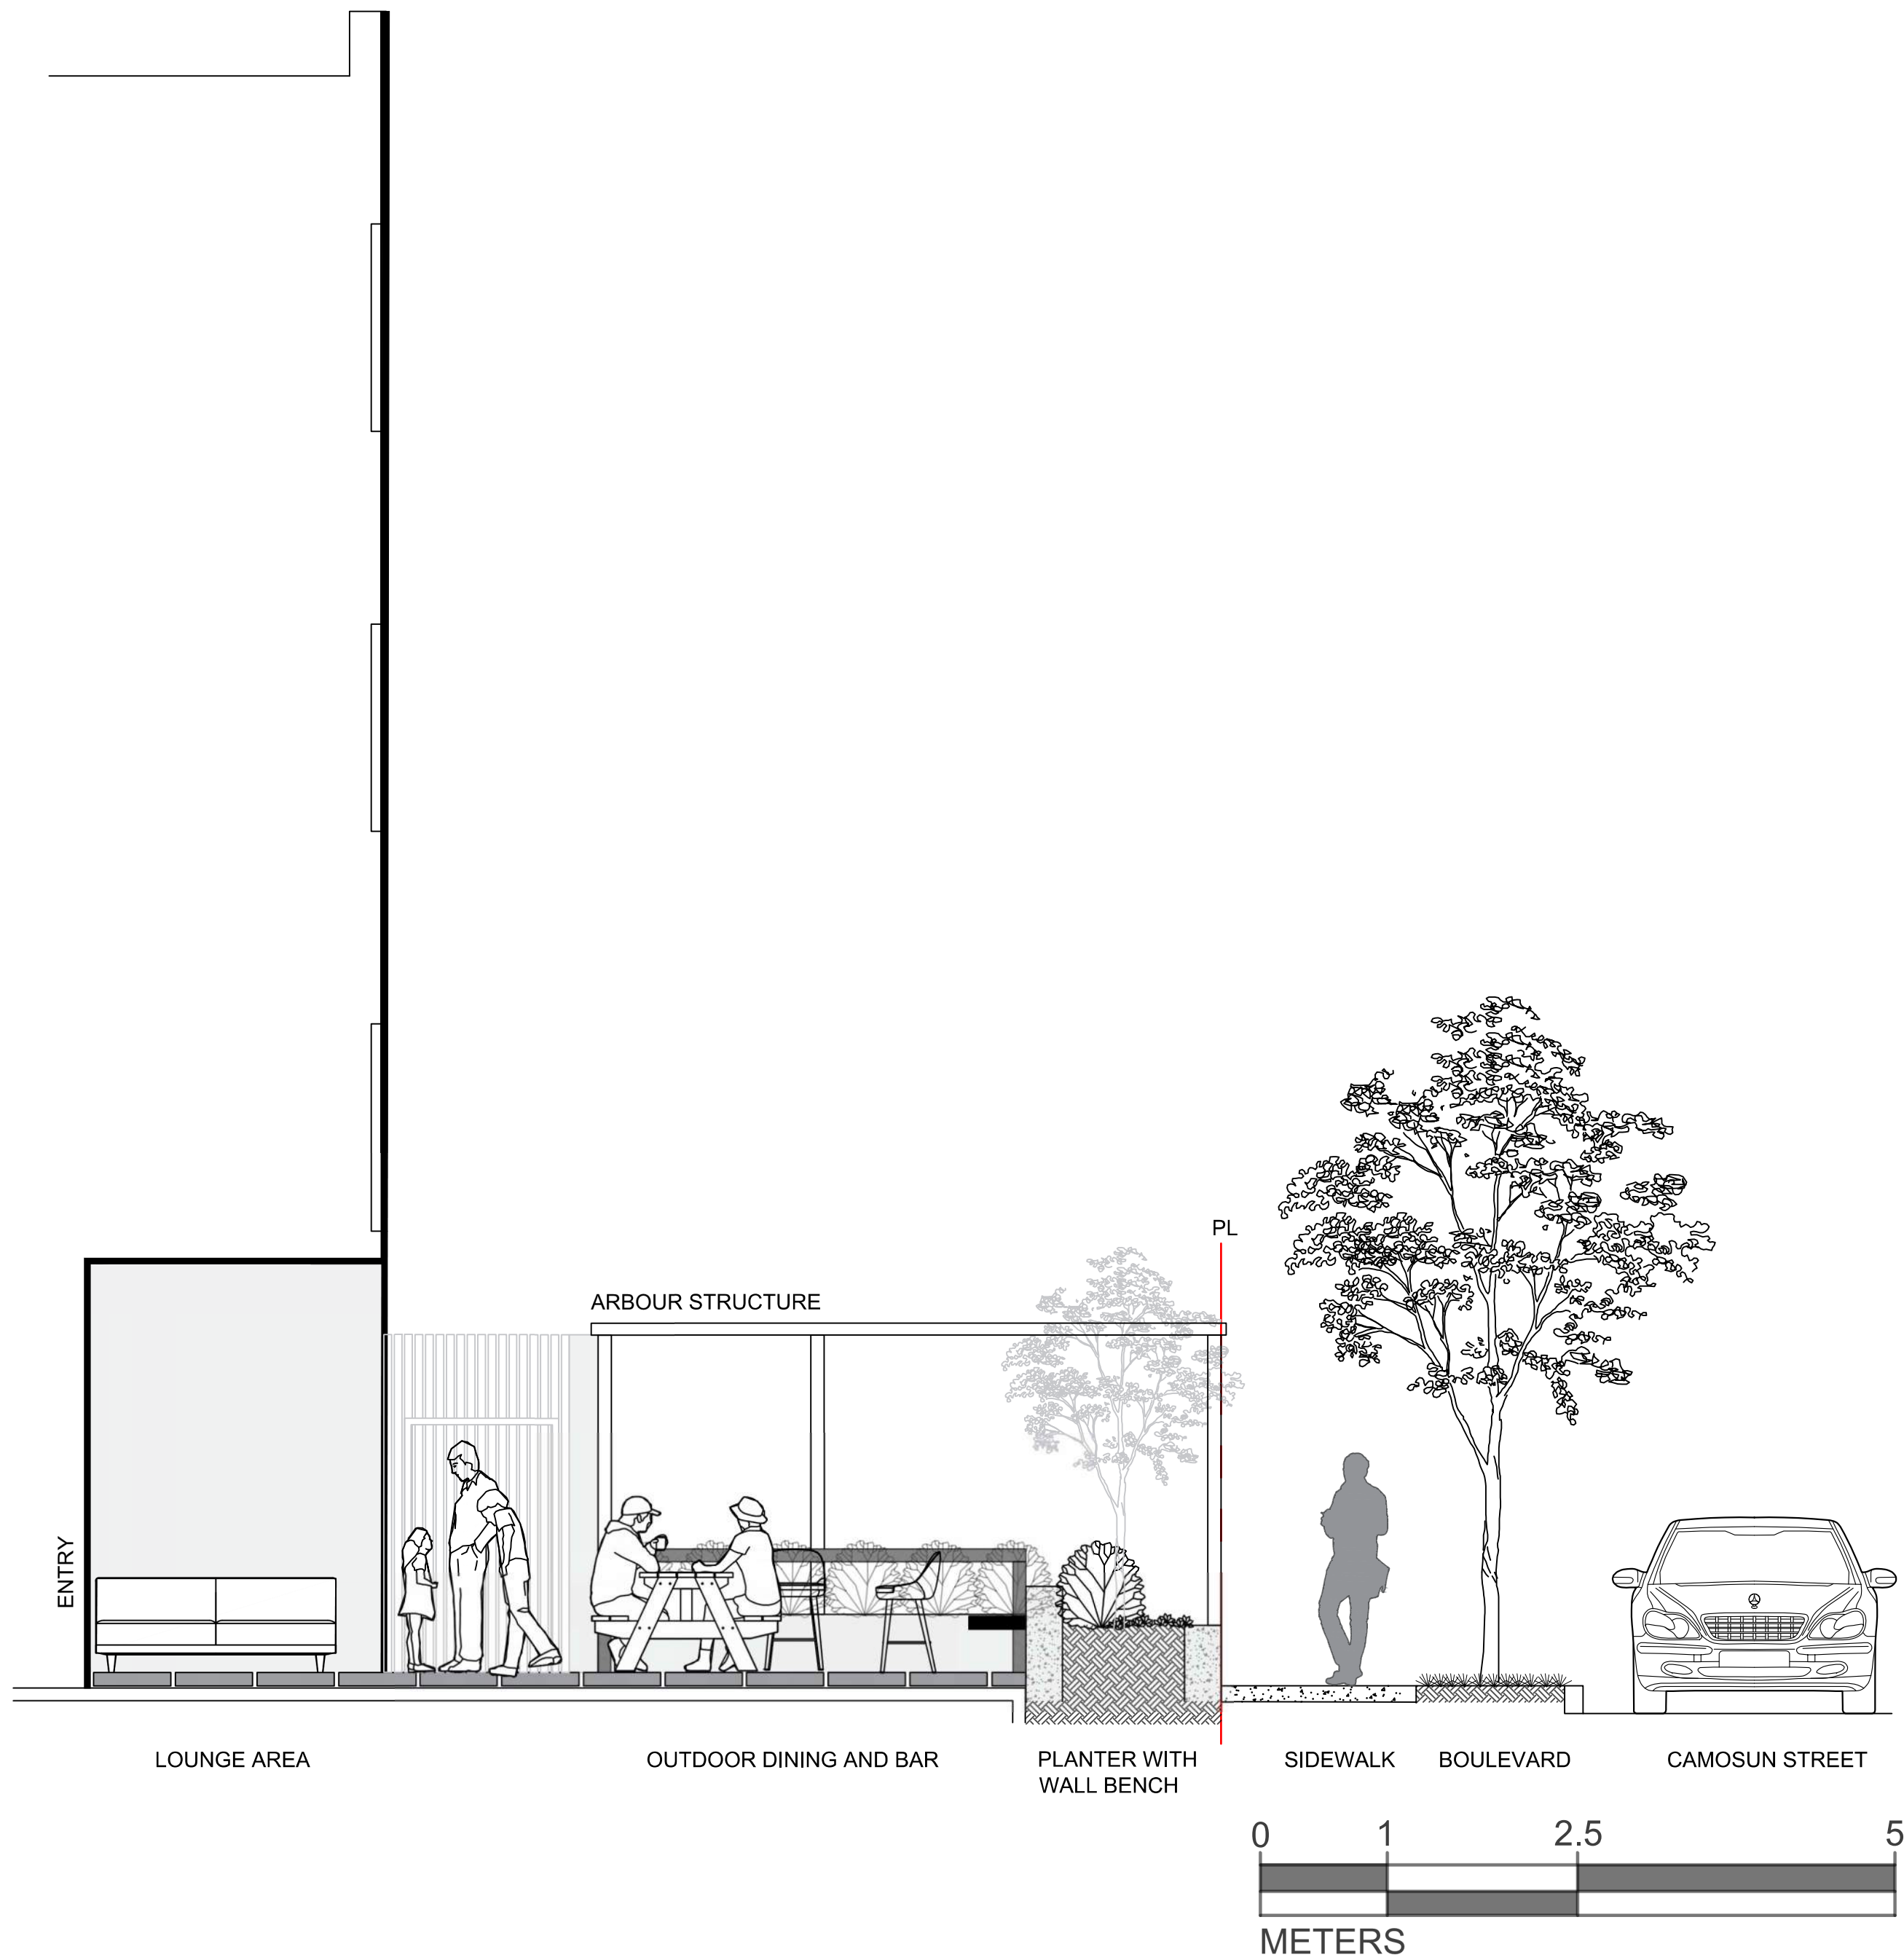 PL
ARBOUR STRUCTURE
ENTRY
LOUNGE AREA
OUTDOOR DINING AND BAR
PLANTER WITH
WALL BENCH
SIDEWALK
BOULEVARD
CAMOSUN STREET
0 1 2.5 5
METERS